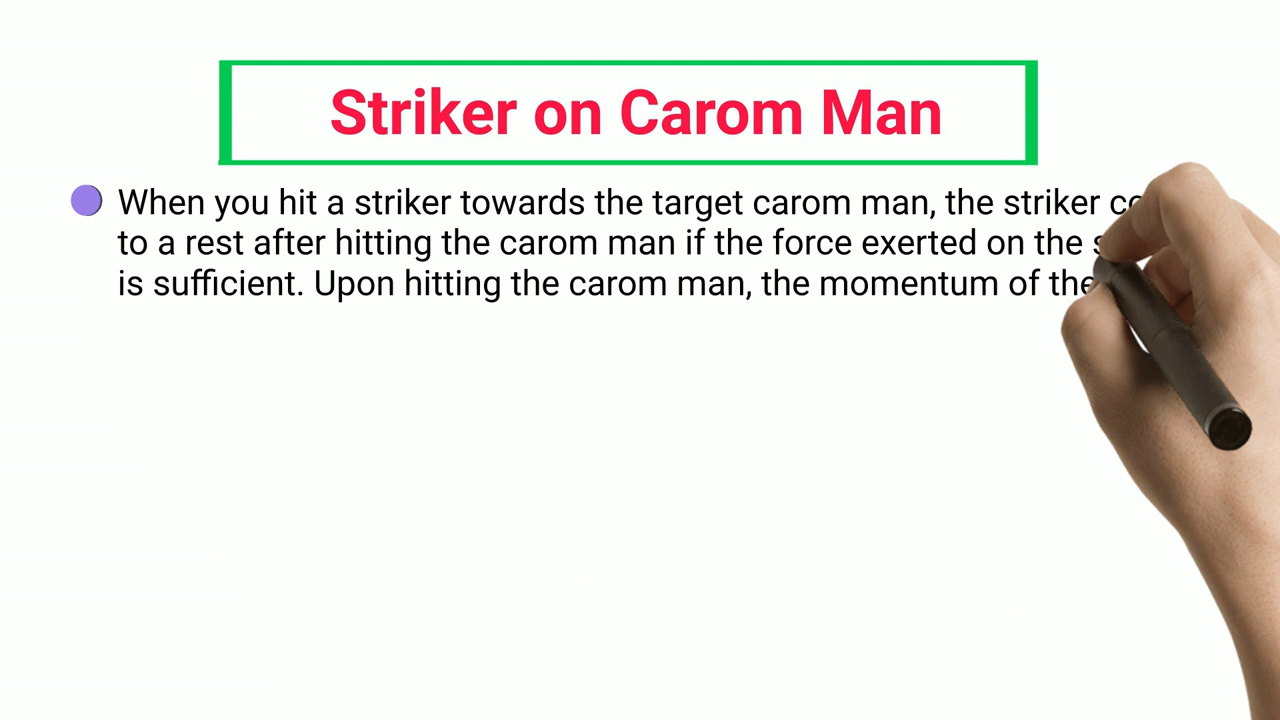 Striker on Carom Man
When you hit a striker towards the target carom man, the striker
to a rest after hitting the carom man if the force exerted on the
is sufficient. Upon hitting the carom man, the momentum of the